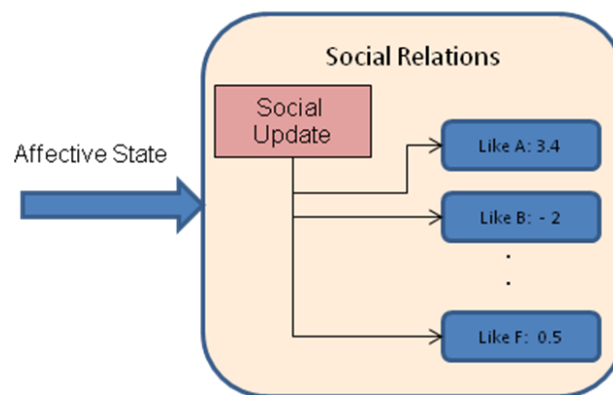 Social Relations
Social
Update
Affective State
Like A: 3.4
Like B:  - 2
.
.
Like F:  0.5